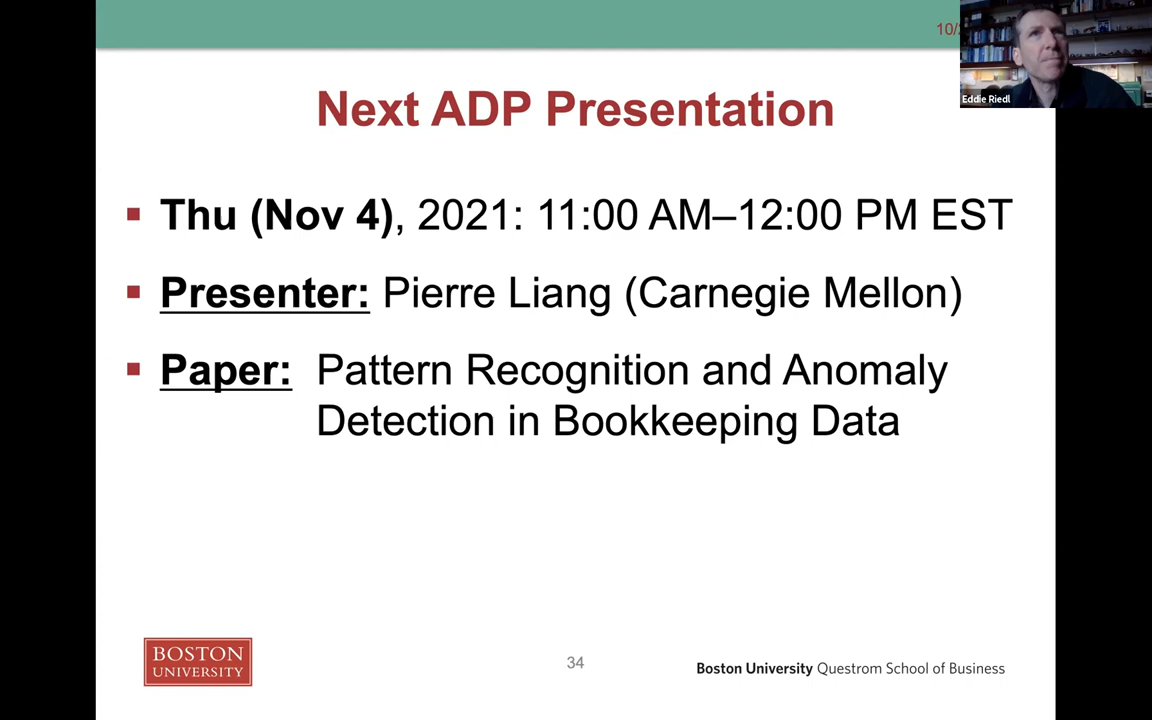 10/
Eddie Riedl
Next ADP Presentation
▪ Thu (Nov 4), 2021: 11:00 AM–12:00 PM EST
▪ Presenter: Pierre Liang (Carnegie Mellon)
▪ Paper: Pattern Recognition and Anomaly
Detection in Bookkeeping Data
BOSTON
UNIVERSITY
34
Boston University Questrom School of Business